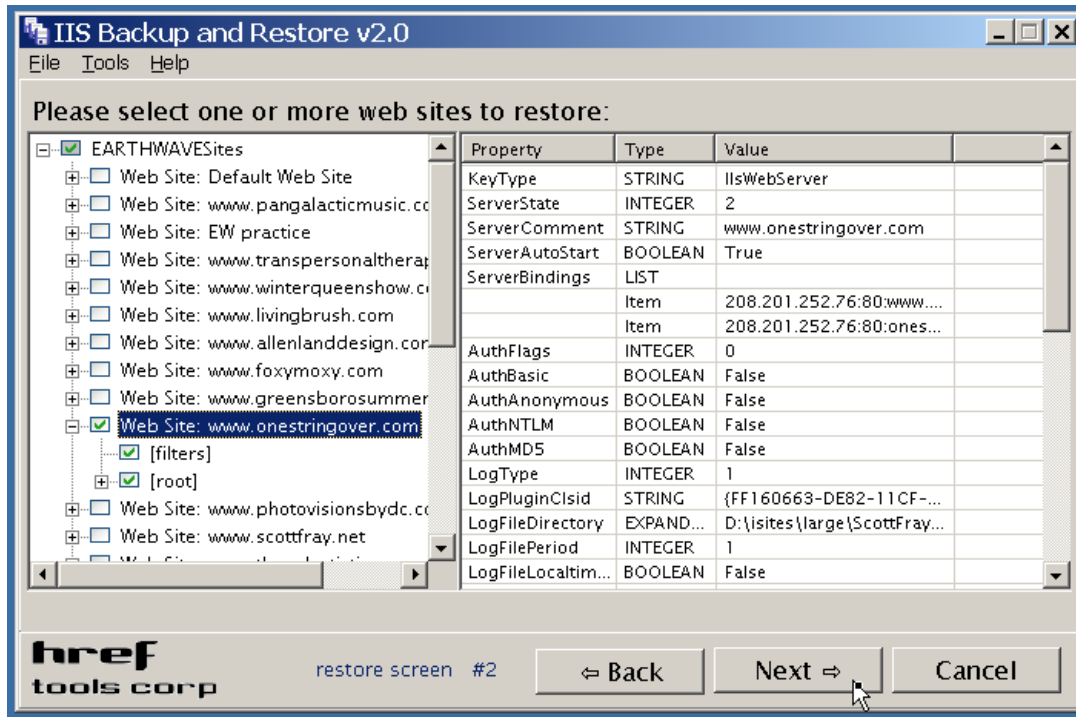 IIS Backup and Restore v2.0
File Tools Help
Please select one or more web sites to restore:
EARTHWAVESites
Web Site: Default Web Site
Web Site: www.pangalacticmusic.co
Web Site: EW practice
Web Site: www.transpersonaltherap
Web Site: www.winterqueenshow.c
Web Site: www.livingbrush.com
Web Site: www.allenlanddesign.com
Web Site: www.foxymoxy.com
Web Site: www.greensborosummer
Web Site: www.onestringover.com
[filters]
[root]
Web Site: www.photovisionsbydc.co
Web Site: www.scottfray.net
Property Type Value
KeyType STRING IIsWebServer
ServerState INTEGER 2
ServerComment STRING www.onestringover.com
ServerAutoStart BOOLEAN True
ServerBindings LIST
Item 208.201.252.76:80:www....
Item 208.201.252.76:80:ones...
AuthFlags INTEGER 0
AuthBasic BOOLEAN False
AuthAnonymous BOOLEAN False
AuthNTLM BOOLEAN False
AuthMD5 BOOLEAN False
LogType INTEGER 1
LogPluginClsid STRING {FF160663-DE82-11CF-...
LogFileDirectory EXPAND... D:\isites\large\ScottFray...
LogFilePeriod INTEGER 1
LogFileLocaltim... BOOLEAN False
href
tools corp
restore screen #2
⇦ Back
Next ⇨
Cancel